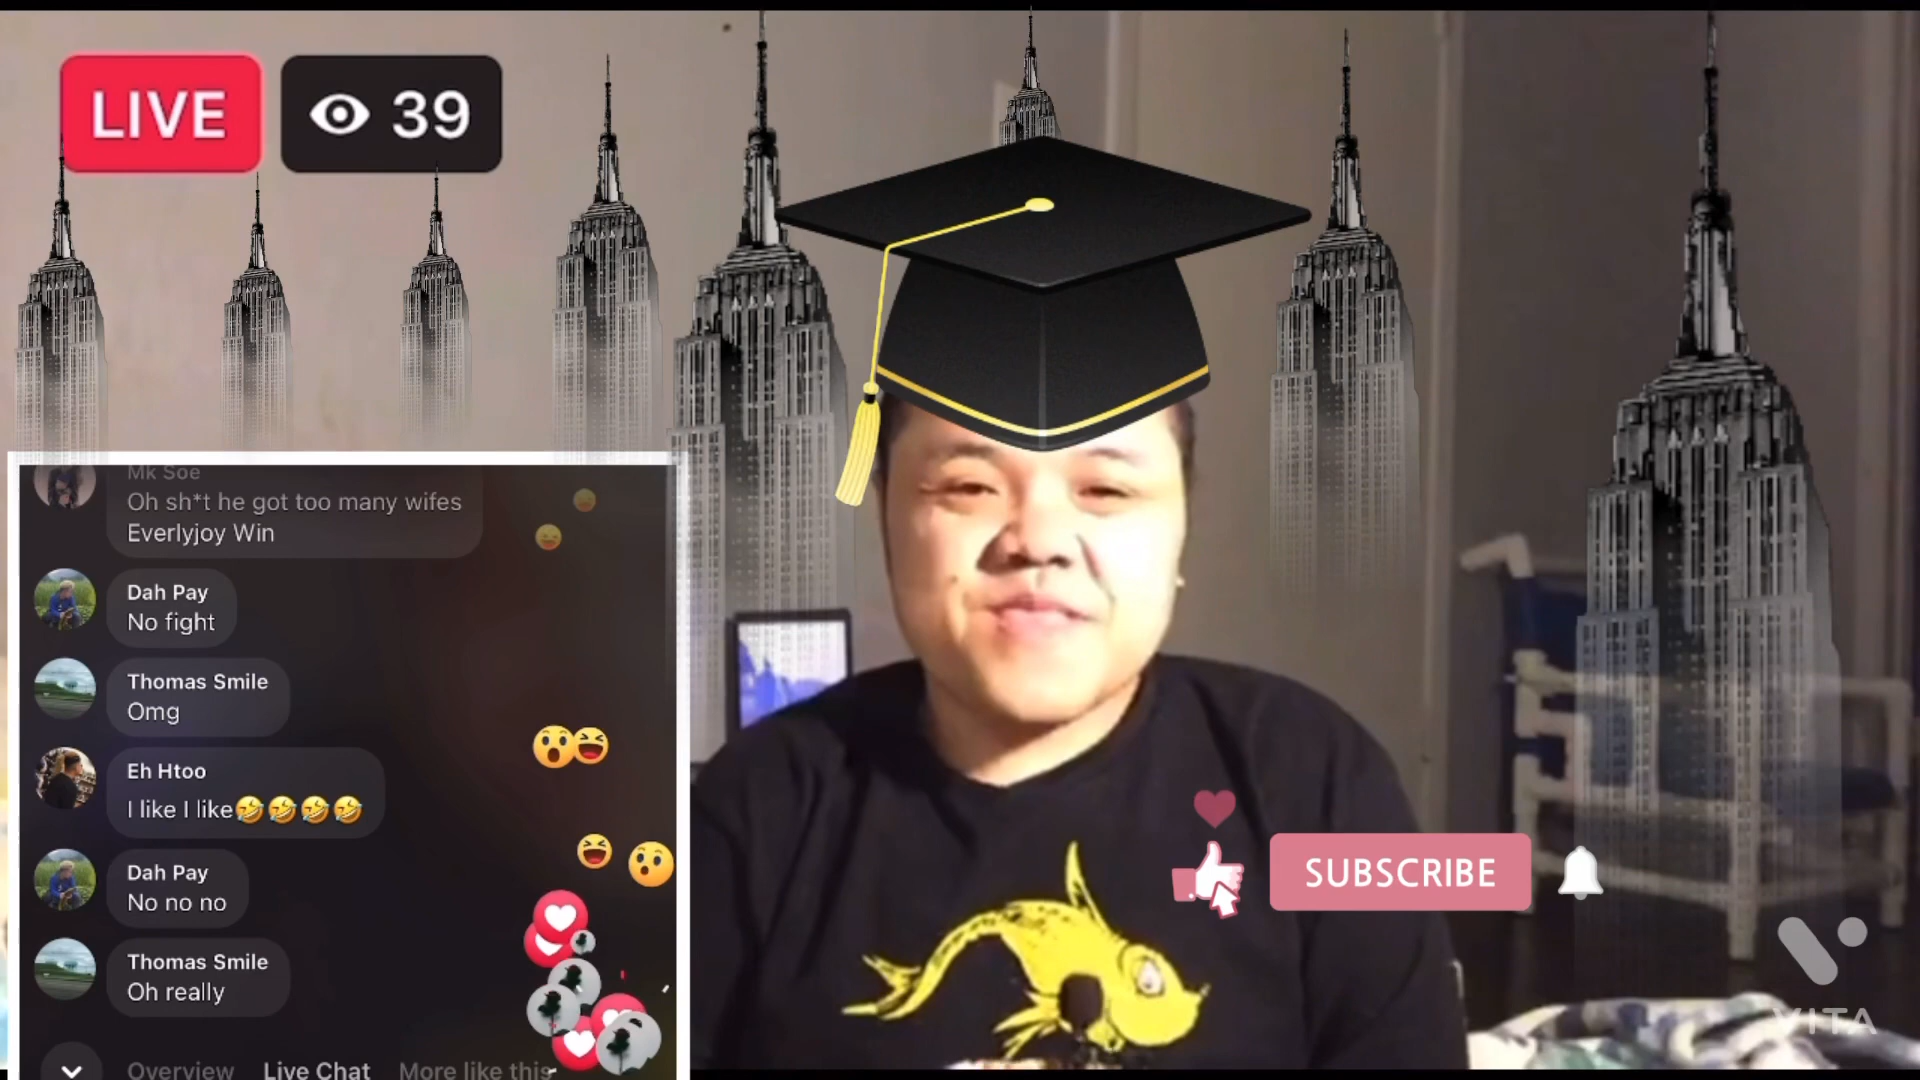 LIVE
39
Mk Soe
Oh sh*t he got too many wifes
Everlyjoy Win
Dah Pay
No fight
Thomas Smile
Omg
Eh Htoo
I like I like🤣🤣🤣🤣
Dah Pay
No no no
Thomas Smile
Oh really
Overview Live Chat More like this
SUBSCRIBE
VITA